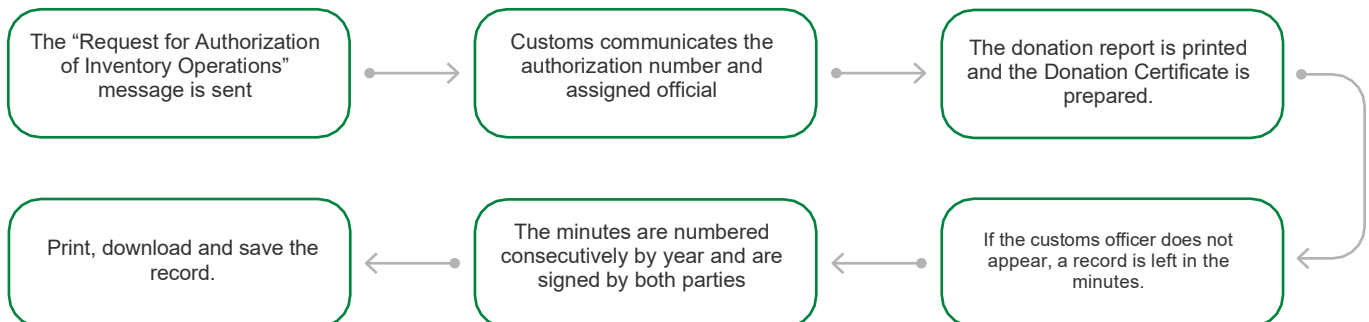 The “Request for Authorization
of Inventory Operations”
message is sent
Customs communicates the
authorization number and
assigned official
The donation report is printed
and the Donation Certificate is
prepared.
If the customs officer does not
appear, a record is left in the
minutes.
The minutes are numbered
consecutively by year and are
signed by both parties
Print, download and save the
record.